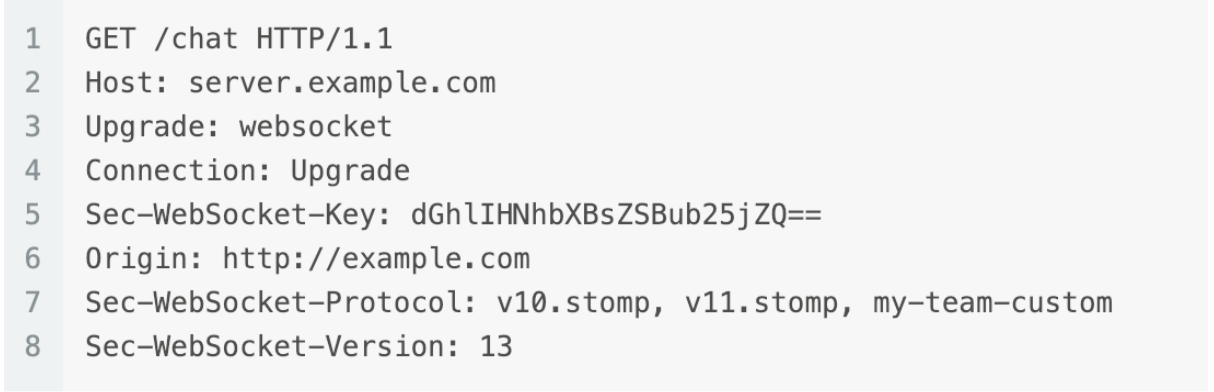 1 GET /chat HTTP/1.1
2 Host: server.example.com
3 Upgrade: websocket
4 Connection: Upgrade
5 Sec-WebSocket-Key: dGhlIHNhbXBsZSBub25jZQ==
6 Origin: http://example.com
7 Sec-WebSocket-Protocol: v10.stomp, v11.stomp, my-team-custom
8 Sec-WebSocket-Version: 13